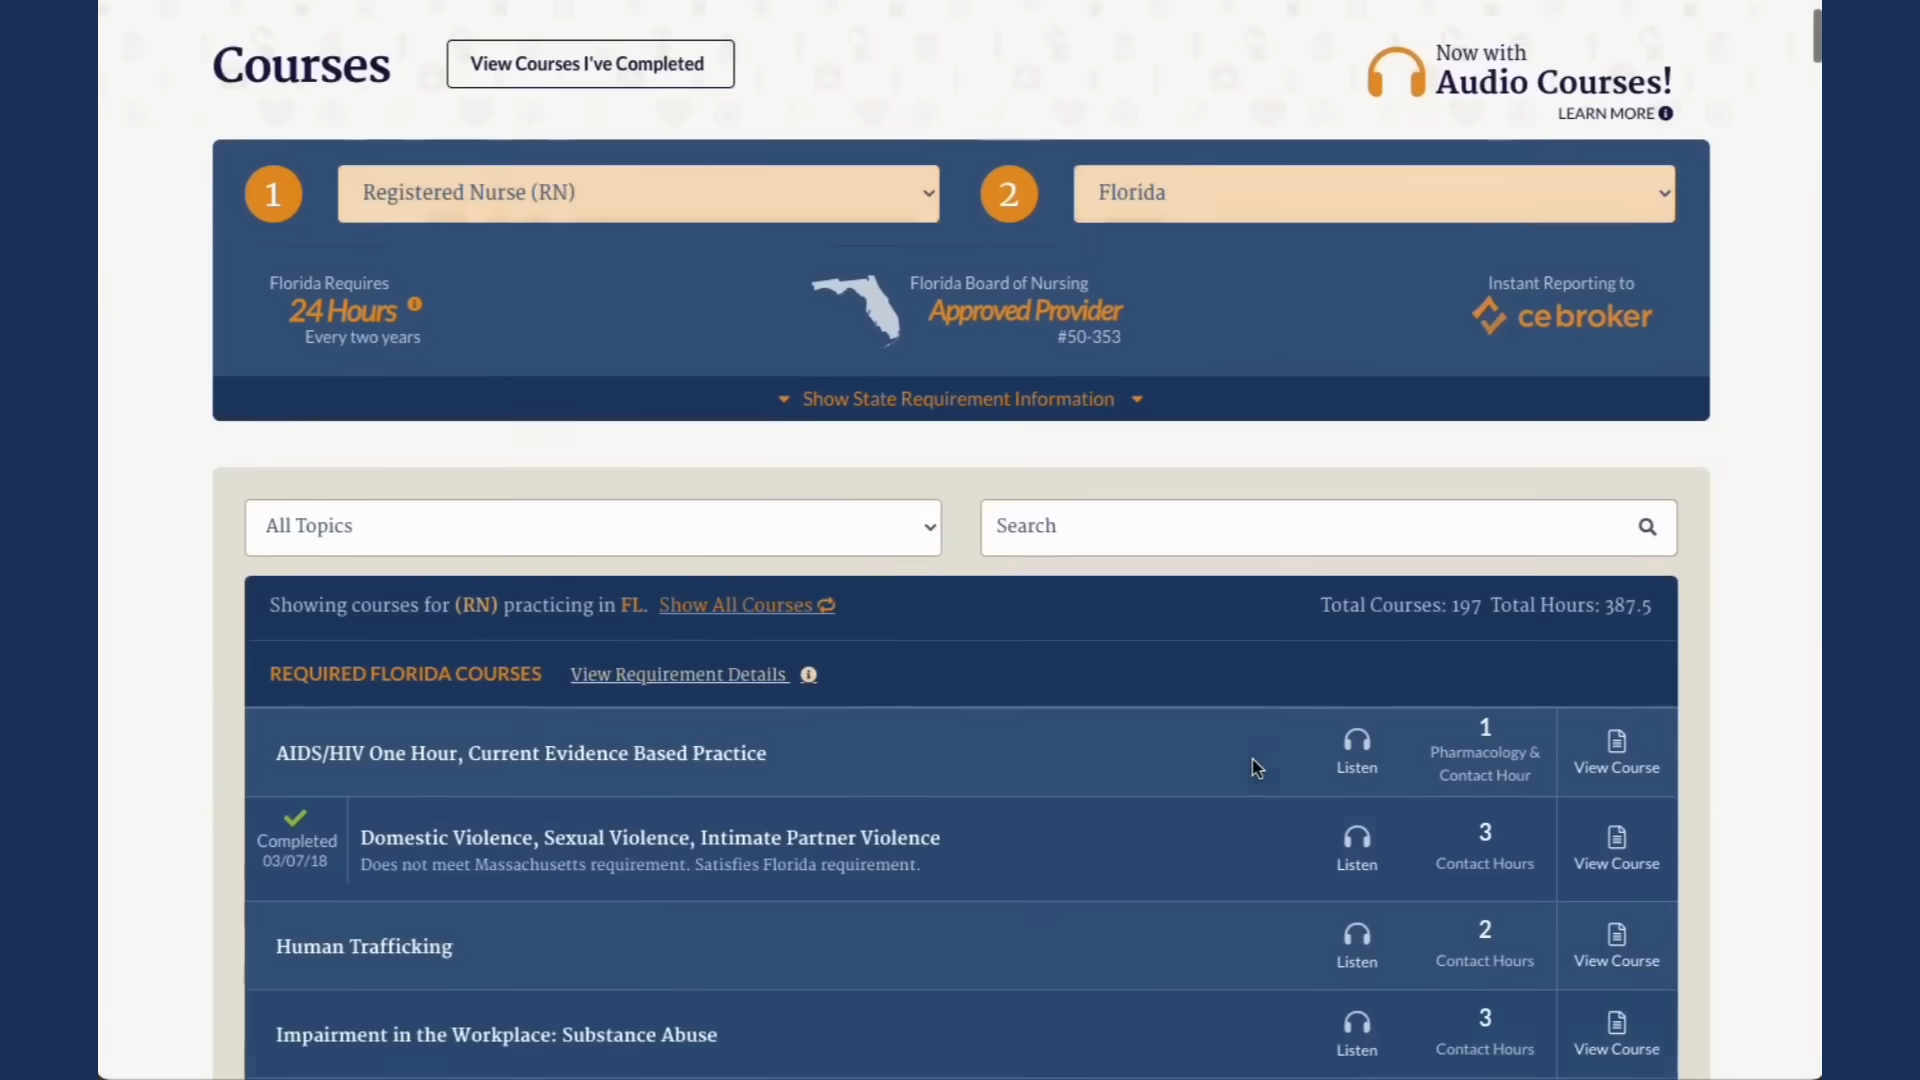 Courses
View Courses I've Completed
Now with
Audio Courses!
LEARN MORE
1
Registered Nurse (RN)
2
Florida
Florida Requires
24 Hours
Every two years
Florida Board of Nursing
Approved Provider
#50-353
Instant Reporting to
ce broker
Show State Requirement Information
All Topics
Search
Showing courses for (RN) practicing in FL. Show All Courses
Total Courses: 197 Total Hours: 387.5
REQUIRED FLORIDA COURSES View Requirement Details
AIDS/HIV One Hour, Current Evidence Based Practice
Listen
1
Pharmacology &
Contact Hour
View Course
Completed
03/07/18
Domestic Violence, Sexual Violence, Intimate Partner Violence
Does not meet Massachusetts requirement. Satisfies Florida requirement.
Listen
3
Contact Hours
View Course
Human Trafficking
Listen
2
Contact Hours
View Course
Impairment in the Workplace: Substance Abuse
Listen
3
Contact Hours
View Course